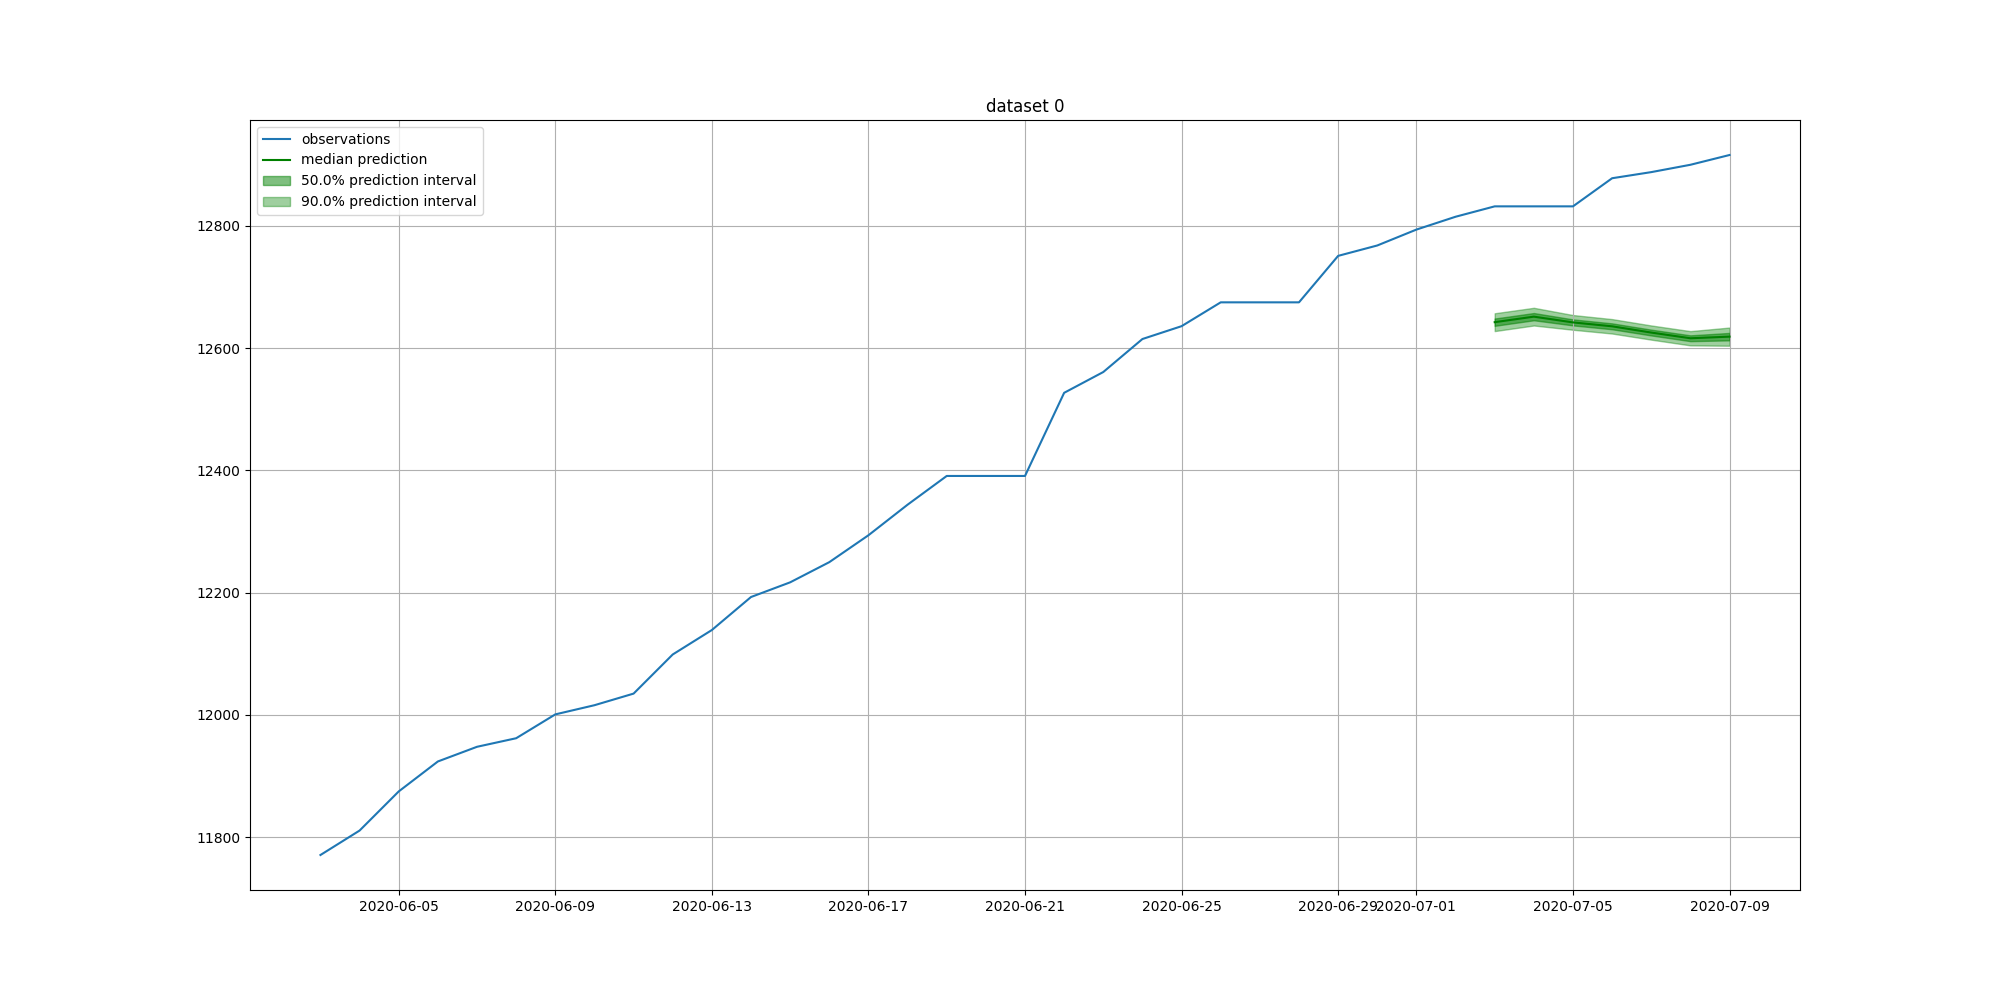 dataset 0
observations
median prediction
50.0% prediction interval
90.0% prediction interval
12800
12600
12400
12200
12000
11800
2020-06-05 2020-06-09 2020-06-13 2020-06-17 2020-06-21 2020-06-25 2020-06-29 2020-07-01 2020-07-05 2020-07-09